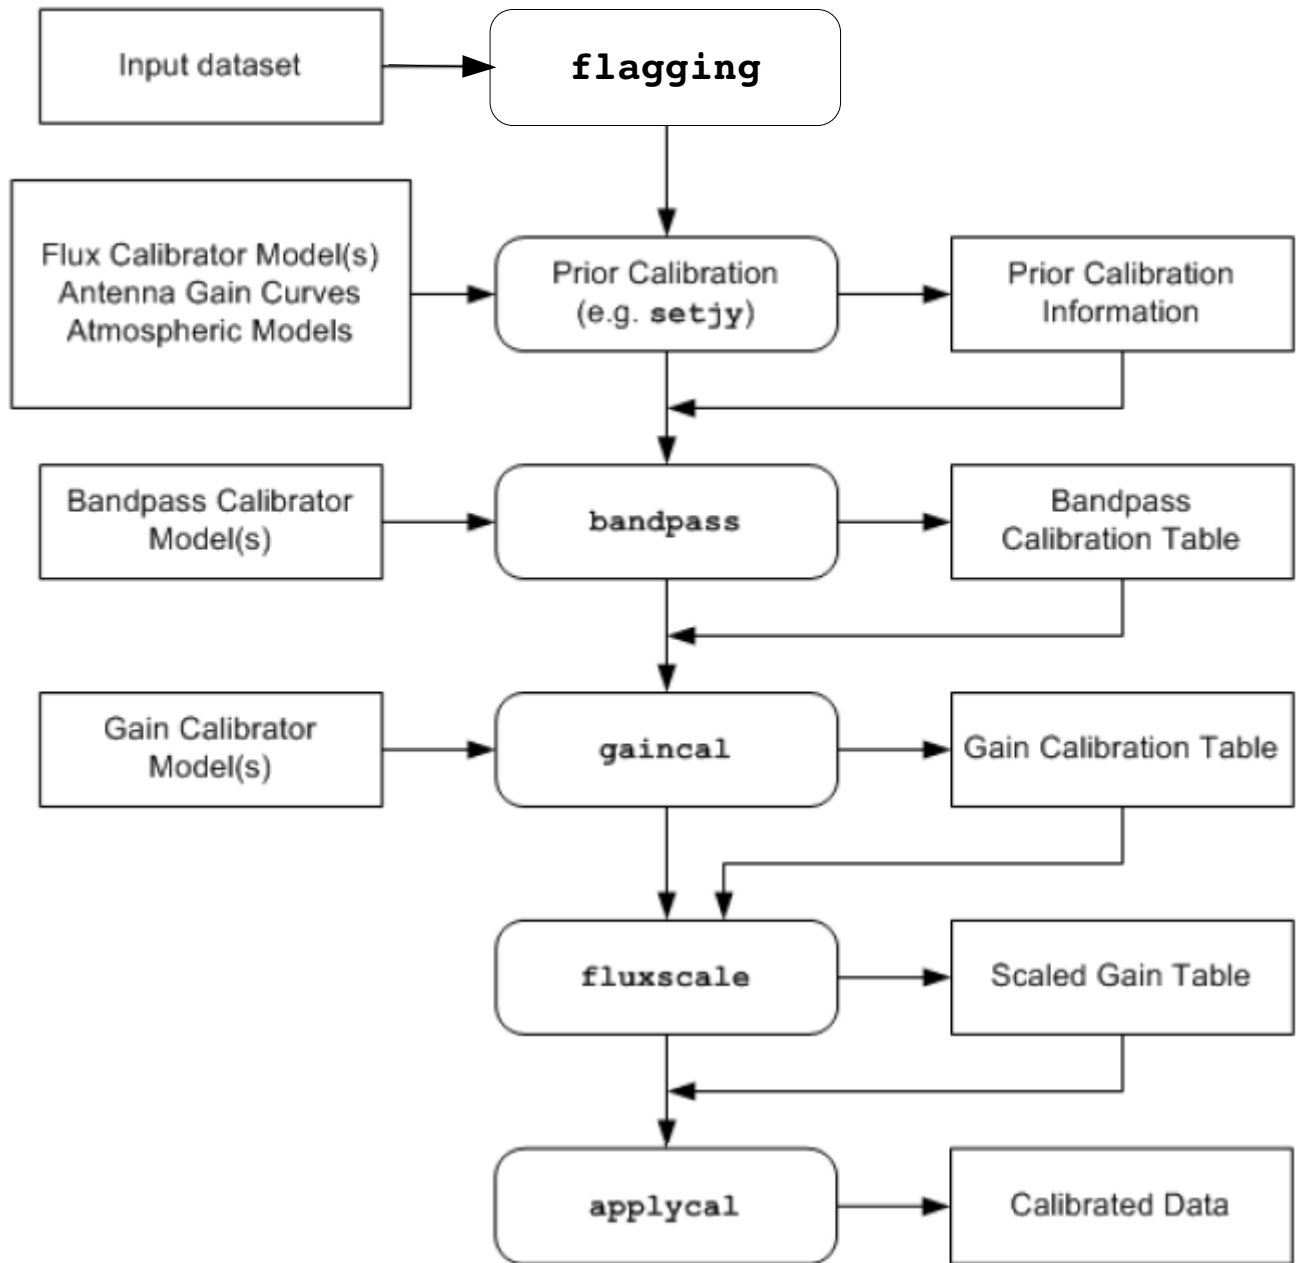 Input dataset
flagging
Flux Calibrator Model(s)
Antenna Gain Curves
Atmospheric Models
Prior Calibration
(e.g. setjy)
Prior Calibration
Information
Bandpass Calibrator
Model(s)
bandpass
Bandpass
Calibration Table
Gain Calibrator
Model(s)
gaincal
Gain Calibration Table
fluxscale
Scaled Gain Table
applycal
Calibrated Data